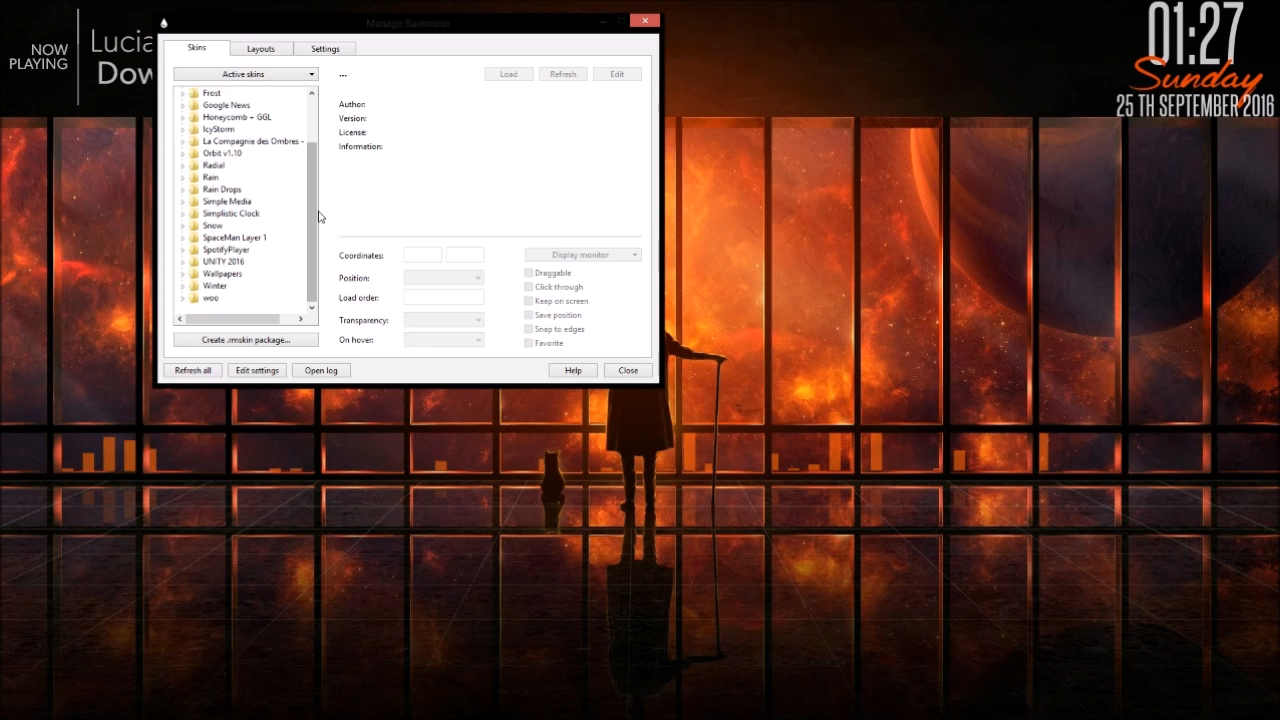 NOW
PLAYING
Lucia
Dow
Manage Rainmeter
01:27
Sunday
25 TH SEPTEMBER 2016
Skins
Layouts
Settings
Active skins
...
Load
Refresh
Edit
Frost
Google News
Honeycomb + GGL
IcyStorm
La Compagnie des Ombres -
Orbit v1.10
Radial
Rain
Rain Drops
Simple Media
Simplistic Clock
Snow
SpaceMan Layer 1
SpotifyPlayer
UNITY 2016
Wallpapers
Winter
woo
Author:
Version:
License:
Information:
Coordinates:
Display monitor
Position:
Load order:
Transparency:
On hover:
Draggable
Click through
Keep on screen
Save position
Snap to edges
Favorite
Create .rmskin package...
Refresh all
Edit settings
Open log
Help
Close